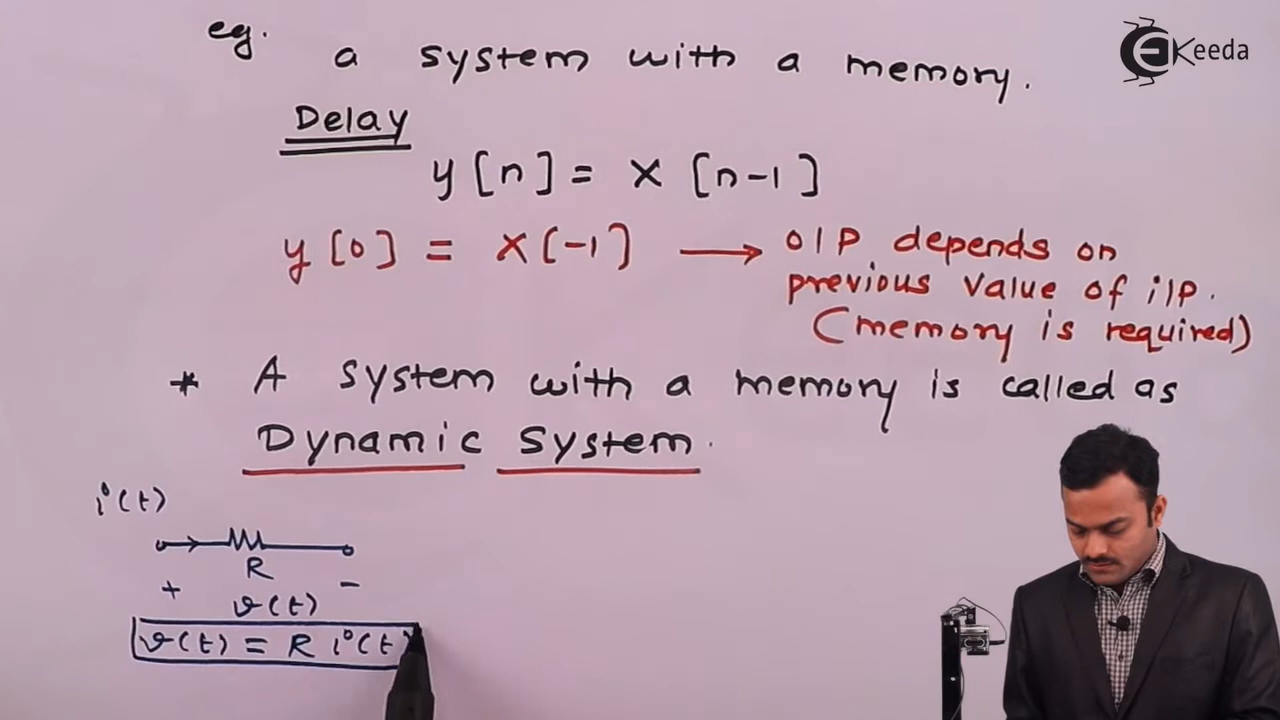 eg. a system with a memory.
EKeeda
Delay
y[n] = x[n-1]
y[0] = x[-1] → o/p depends on
previous value of i/p.
(memory is required)
* A system with a memory is called as
Dynamic System.
i(t)
R
+ v(t) -
v(t) = R i(t)